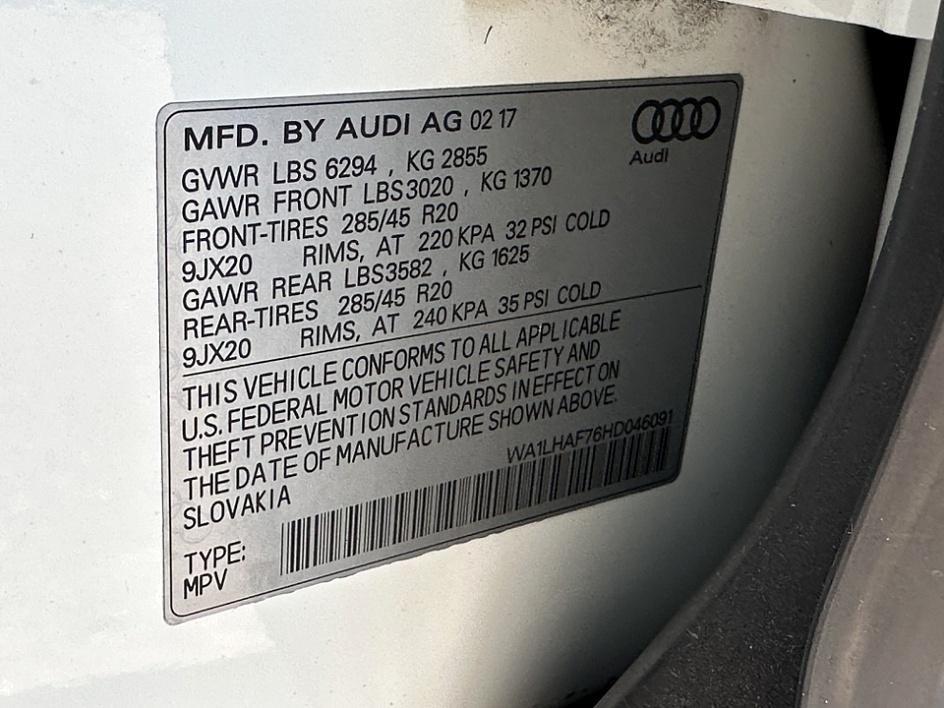 MFD. BY AUDI AG 02 17
Audi
GVWR LBS 6294 , KG 2855
GAWR FRONT LBS3020 , KG 1370
FRONT-TIRES 285/45 R20
9JX20 RIMS, AT 220 KPA 32 PSI COLD
GAWR REAR LBS3582 , KG 1625
REAR-TIRES 285/45 R20
9JX20 RIMS, AT 240 KPA 35 PSI COLD
THIS VEHICLE CONFORMS TO ALL APPLICABLE
U.S. FEDERAL MOTOR VEHICLE SAFETY AND
THEFT PREVENTION STANDARDS IN EFFECT ON
THE DATE OF MANUFACTURE SHOWN ABOVE.
SLOVAKIA
WA1LHAF76HD046091
TYPE:
MPV